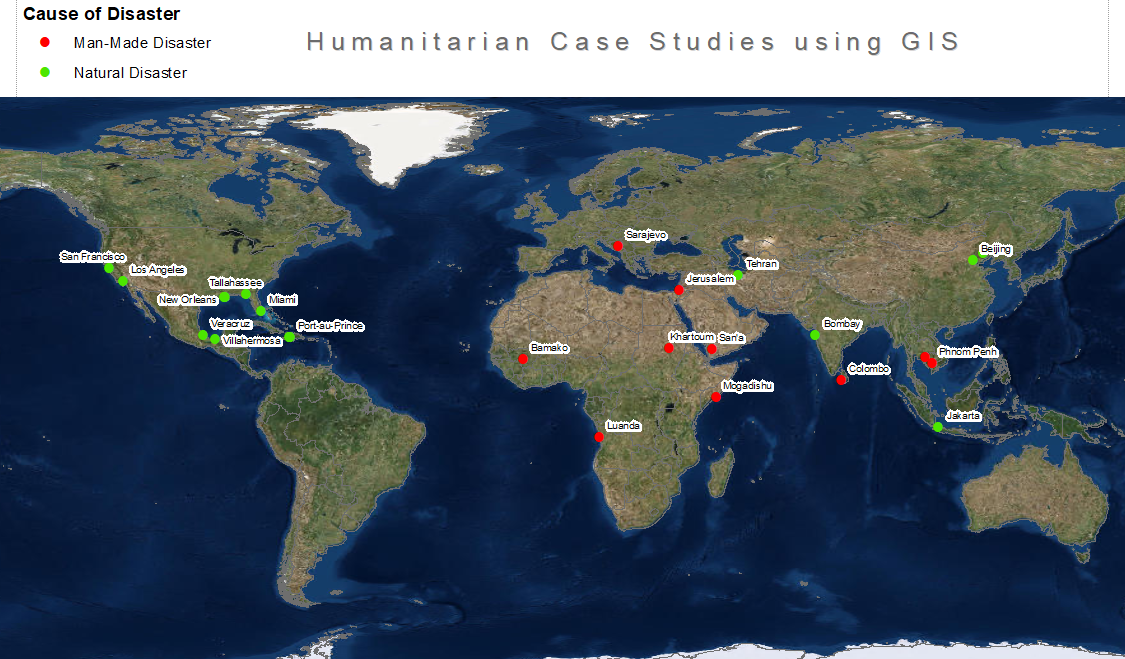 Cause of Disaster
Man-Made Disaster
Humanitarian Case Studies using GIS
Natural Disaster
Sarajevo
Beijing
San Francisco
Los Angeles
Tehran
Jerusalem
Tallahassee
New Orleans
Miami
Veracruz
Port-au-Prince
Bombay
Villahermosa
Khartoum
San'a
Bamako
Phnom Penh
Colombo
Mogadishu
Jakarta
Luanda